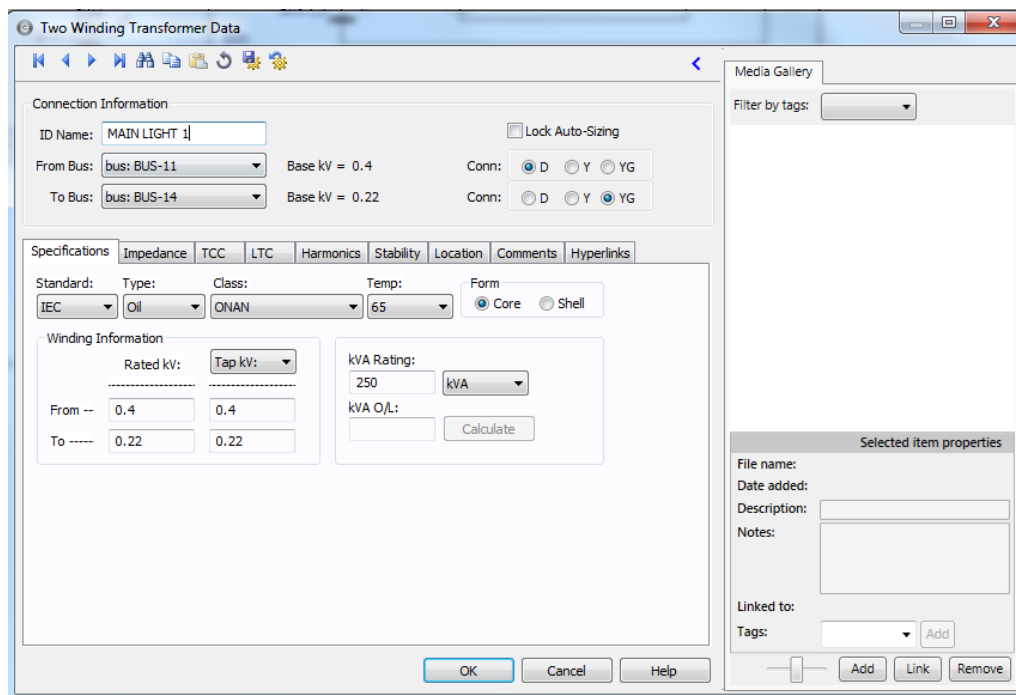 Two Winding Transformer Data
Connection Information
ID Name: MAIN LIGHT 1 Lock Auto-Sizing
From Bus: bus: BUS-11 Base kV = 0.4 Conn: D Y YG
To Bus: bus: BUS-14 Base kV = 0.22 Conn: D Y YG
Specifications Impedance TCC LTC Harmonics Stability Location Comments Hyperlinks
Standard: Type: Class: Temp: Form
IEC Oil ONAN 65 Core Shell
Winding Information
Rated kV: Tap kV:
From -- 0.4 0.4
To ----- 0.22 0.22
kVA Rating:
250 kVA
kVA O/L:
Calculate
OK Cancel Help
Media Gallery
Filter by tags:
Selected item properties
File name:
Date added:
Description:
Notes:
Linked to:
Tags: Add
Add Link Remove